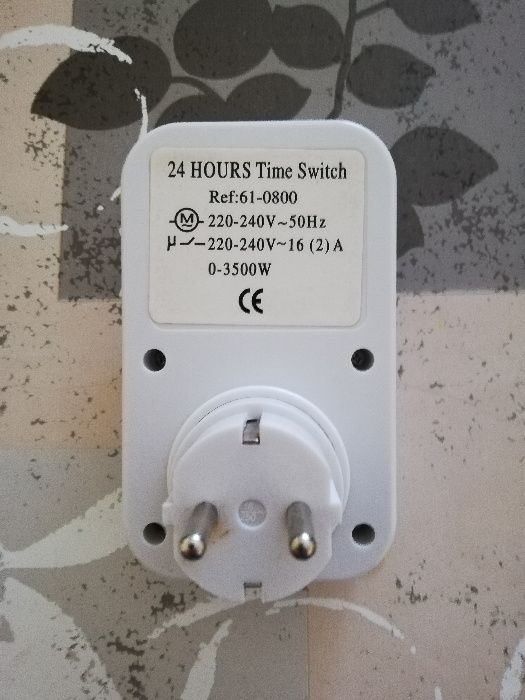 24 HOURS Time Switch
Ref:61-0800
M 220-240V~50Hz
µ 220-240V~16 (2) A
0-3500W
CE